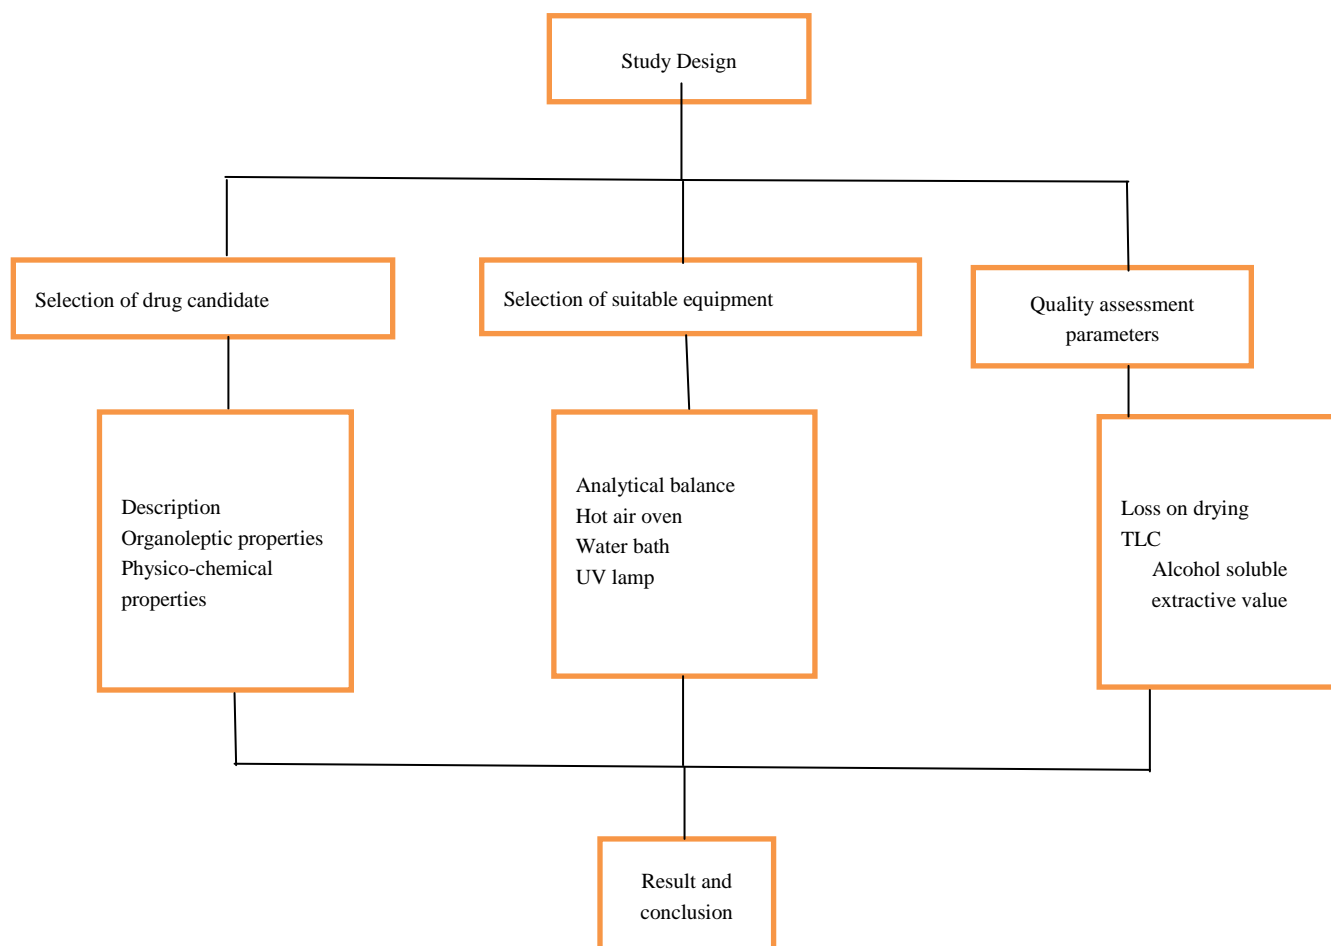 Study Design
Selection of drug candidate
Selection of suitable equipment
Quality assessment
parameters
Description
Organoleptic properties
Physico-chemical
properties
Analytical balance
Hot air oven
Water bath
UV lamp
Loss on drying
TLC
Alcohol soluble
extractive value
Result and
conclusion